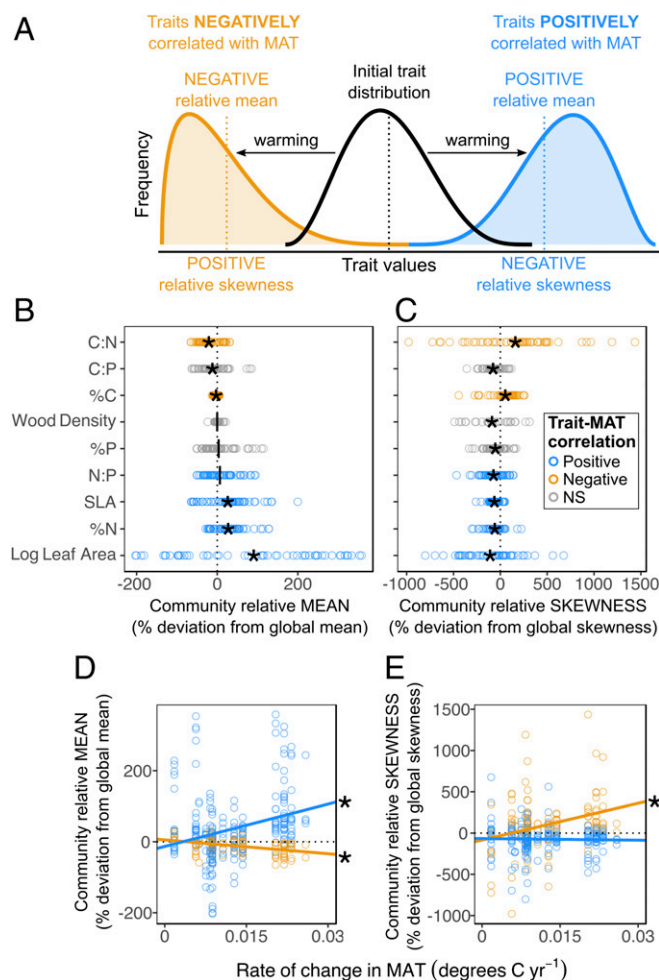 A
Traits NEGATIVELY
correlated with MAT
Traits POSITIVELY
correlated with MAT
NEGATIVE
relative mean
Initial trait
distribution
POSITIVE
relative mean
warming
warming
Frequency
POSITIVE
relative skewness
Trait values
NEGATIVE
relative skewness
B
C:N
C:P
%C
Wood Density
%P
N:P
SLA
%N
Log Leaf Area
-200
0
200
Community relative MEAN
(% deviation from global mean)
C
Trait-MAT
correlation
Positive
Negative
NS
-1000
-500
0
500
1000
1500
Community relative SKEWNESS
(% deviation from global skewness)
D
Community relative MEAN
(% deviation from global mean)
200
0
-200
0
0.015
0.03
E
Community relative SKEWNESS
(% deviation from global skewness)
1500
1000
500
0
-500
-1000
0
0.015
0.03
Rate of change in MAT (degrees C yr⁻¹)